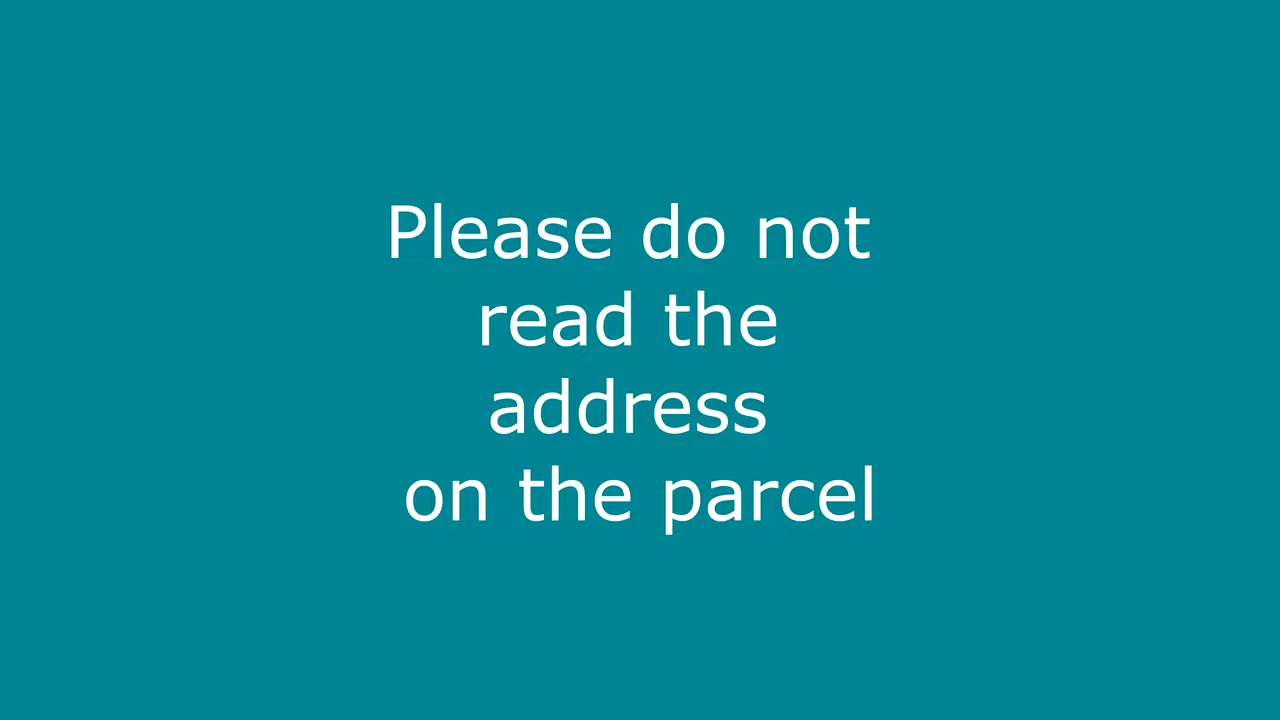 Please do not
read the
address
on the parcel